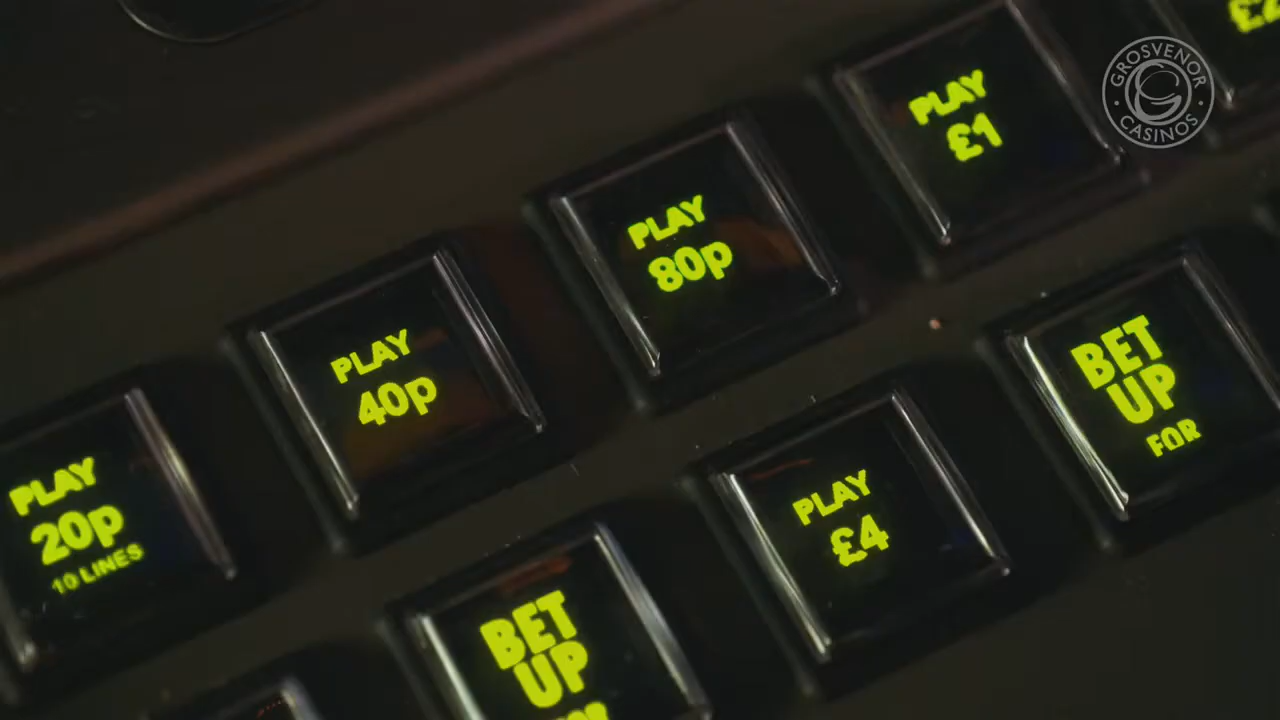 GROSVENOR
G
CASINOS
PLAY
£1
PLAY
80p
PLAY
40p
PLAY
20p
10 LINES
BET
UP
FOR
PLAY
£4
BET
UP